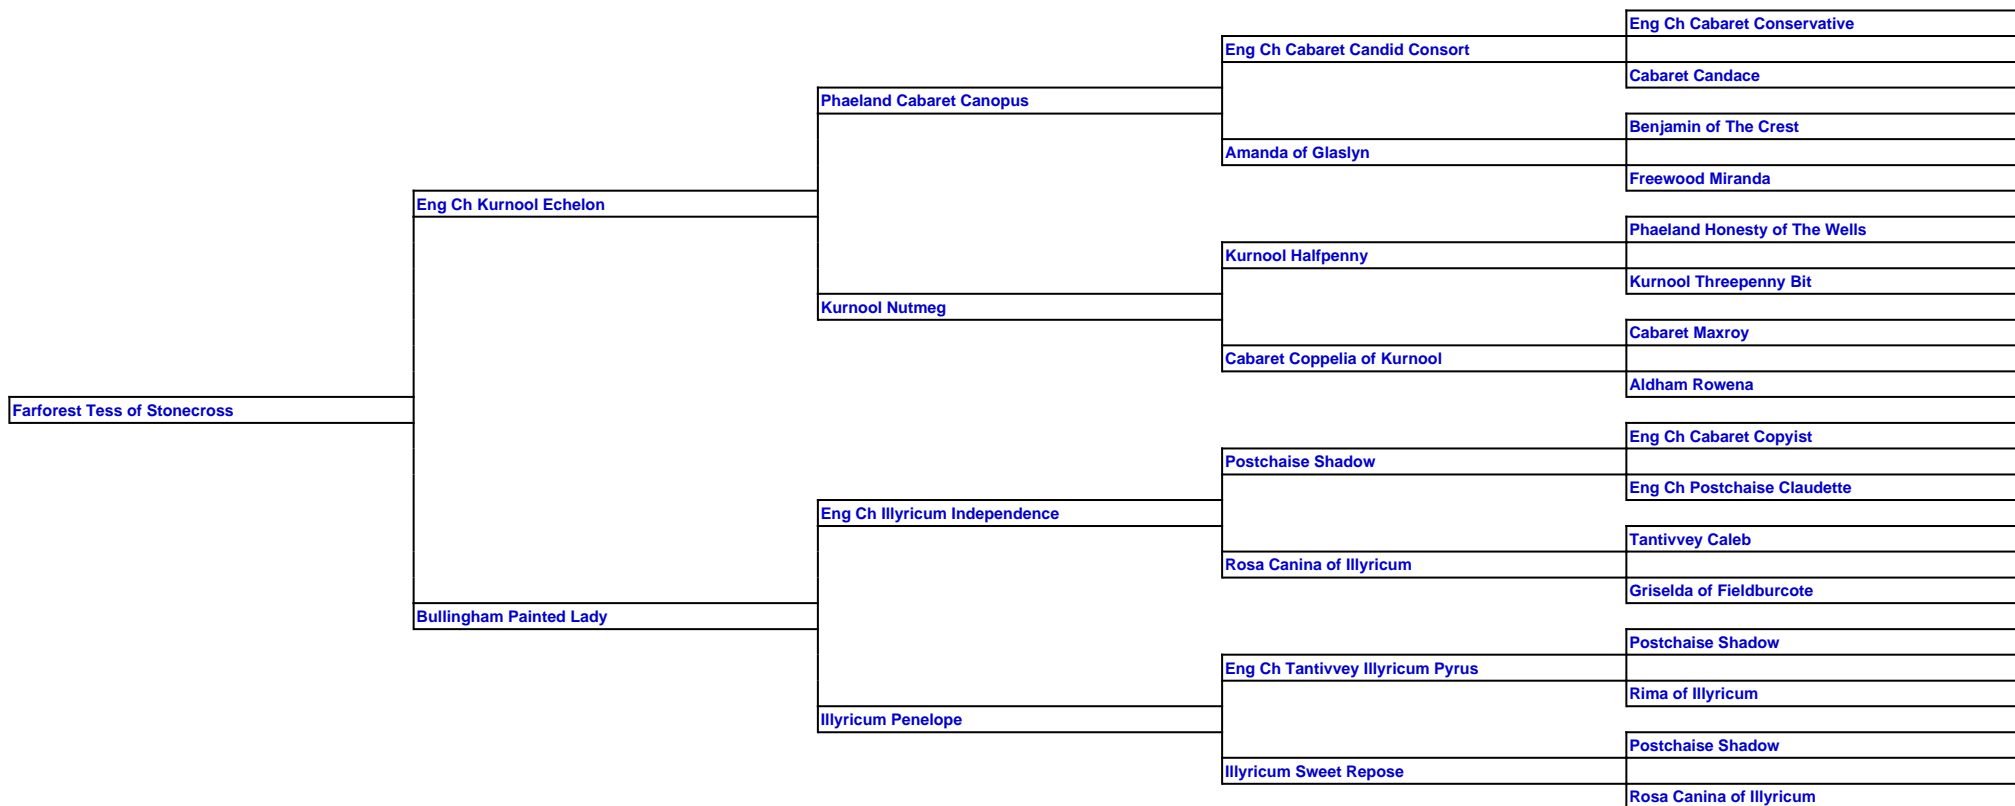 Eng Ch Cabaret Conservative
Eng Ch Cabaret Candid Consort
Cabaret Candace
Phaeland Cabaret Canopus
Benjamin of The Crest
Amanda of Glaslyn
Freewood Miranda
Eng Ch Kurnool Echelon
Phaeland Honesty of The Wells
Kurnool Halfpenny
Kurnool Threepenny Bit
Kurnool Nutmeg
Cabaret Maxroy
Cabaret Coppelia of Kurnool
Aldham Rowena
Farforest Tess of Stonecross
Eng Ch Cabaret Copyist
Postchaise Shadow
Eng Ch Postchaise Claudette
Eng Ch Illyricum Independence
Tantivvey Caleb
Rosa Canina of Illyricum
Griselda of Fieldburcote
Bullingham Painted Lady
Postchaise Shadow
Eng Ch Tantivvey Illyricum Pyrus
Rima of Illyricum
Illyricum Penelope
Postchaise Shadow
Illyricum Sweet Repose
Rosa Canina of Illyricum